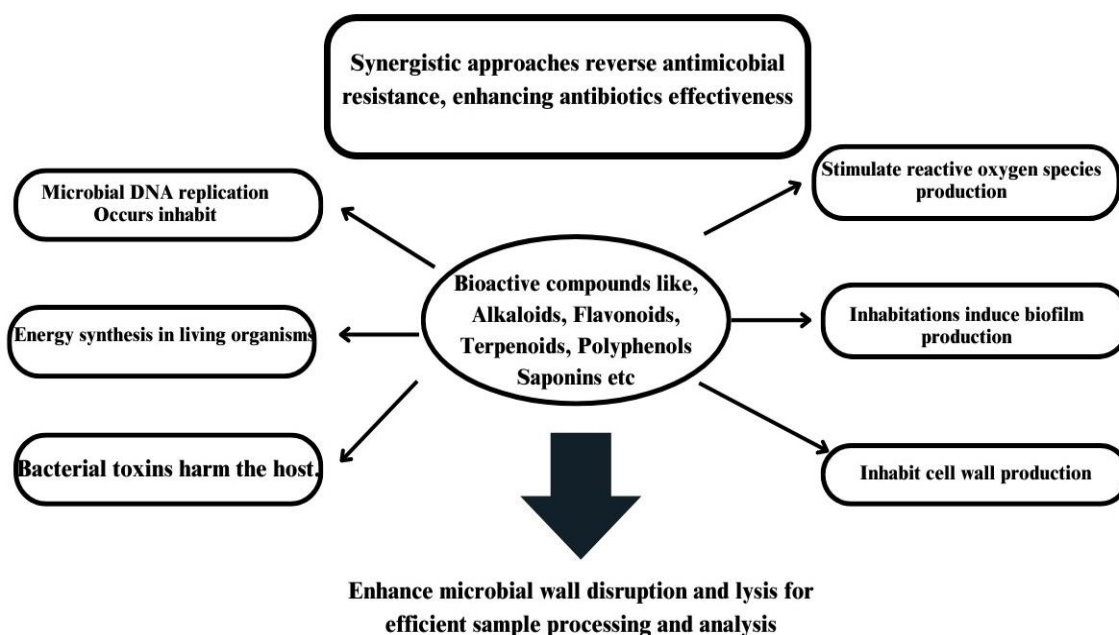 Synergistic approaches reverse antimicobial
resistance, enhancing antibiotics effectiveness
Microbial DNA replication
Occurs inhabit
Stimulate reactive oxygen species
production
Bioactive compounds like,
Alkaloids, Flavonoids,
Terpenoids, Polyphenols
Saponins etc
Energy synthesis in living organisms
Inhabitations induce biofilm
production
Bacterial toxins harm the host.
Inhabit cell wall production
Enhance microbial wall disruption and lysis for
efficient sample processing and analysis